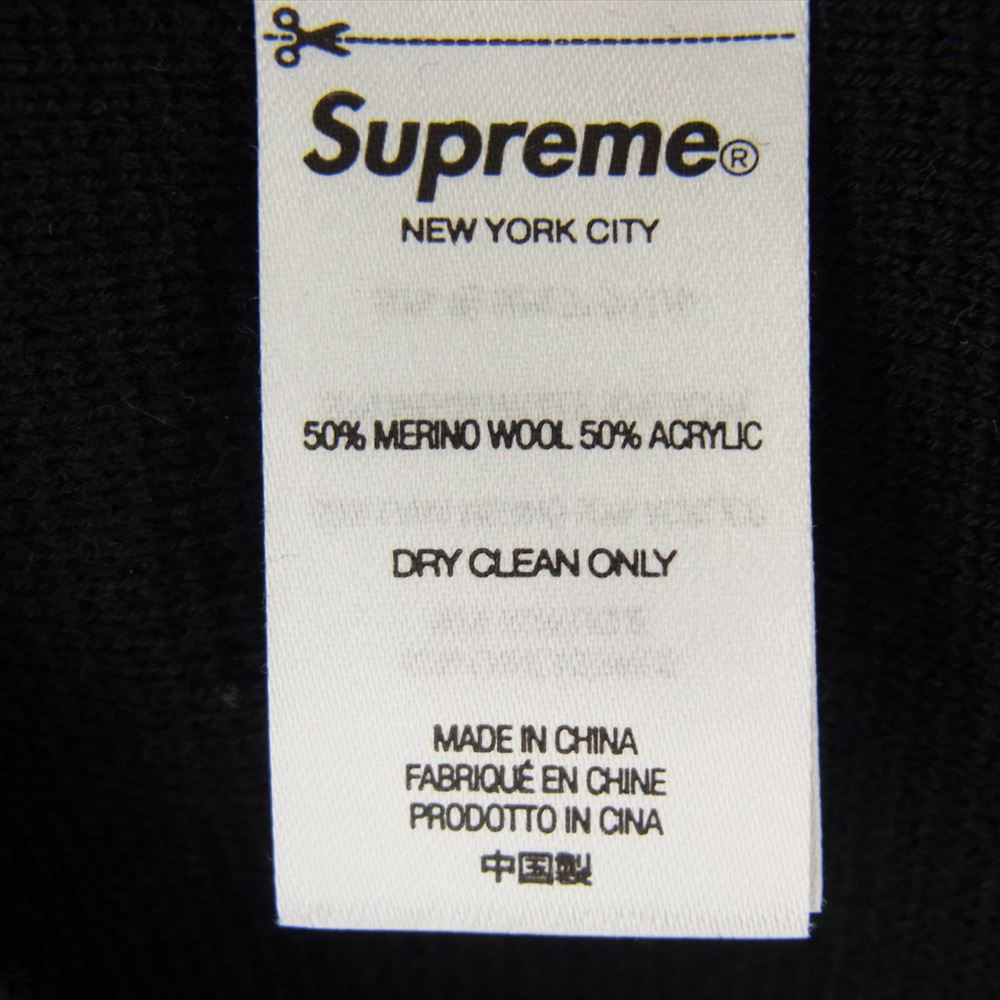 Supreme®
NEW YORK CITY
50% MERINO WOOL 50% ACRYLIC
DRY CLEAN ONLY
MADE IN CHINA
FABRIQUÉ EN CHINE
PRODOTTO IN CINA
中国製